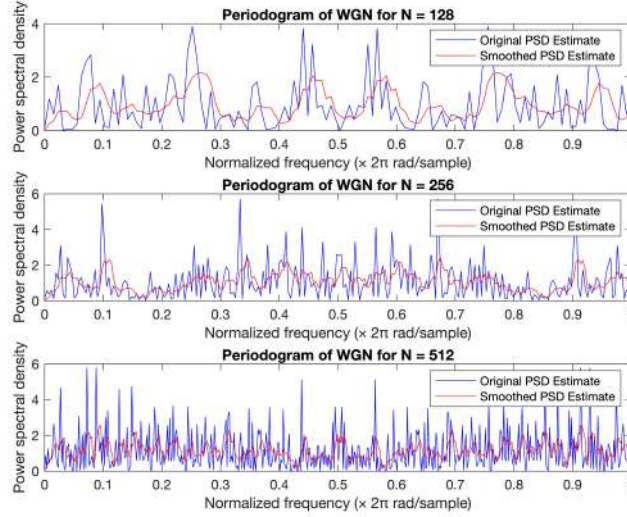 Periodogram of WGN for N = 128
Power spectral density
4
2
0
Original PSD Estimate
Smoothed PSD Estimate
0 0.1 0.2 0.3 0.4 0.5 0.6 0.7 0.8 0.9
Normalized frequency (× 2π rad/sample)
Periodogram of WGN for N = 256
Power spectral density
6
4
2
0
Original PSD Estimate
Smoothed PSD Estimate
0 0.1 0.2 0.3 0.4 0.5 0.6 0.7 0.8 0.9
Normalized frequency (× 2π rad/sample)
Periodogram of WGN for N = 512
Power spectral density
6
4
2
0
Original PSD Estimate
Smoothed PSD Estimate
0 0.1 0.2 0.3 0.4 0.5 0.6 0.7 0.8 0.9
Normalized frequency (× 2π rad/sample)